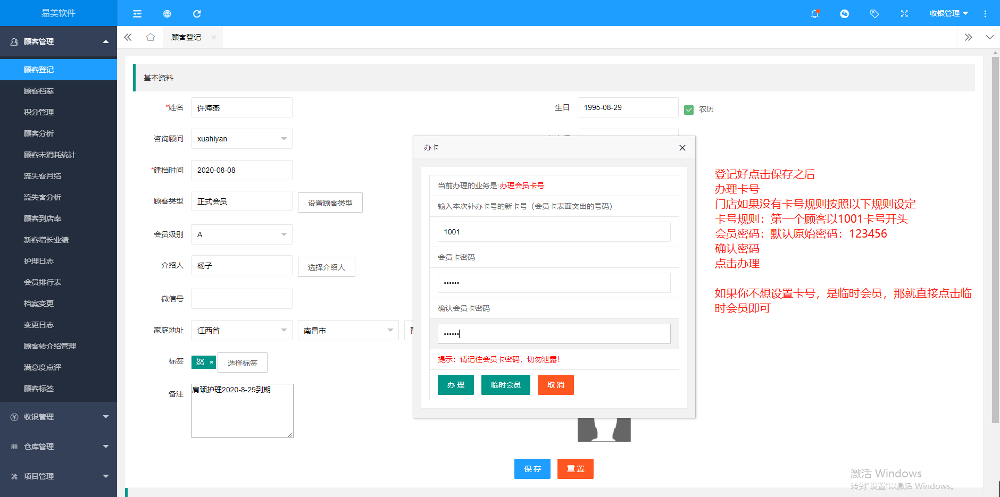 易美软件
收银管理
顾客管理
顾客登记
顾客登记
顾客档案
积分管理
顾客分析
顾客未消耗统计
流失客月结
流失客分析
顾客到店率
新客增长业绩
护理日志
会员排行表
档案变更
变更日志
顾客转介绍管理
满意度点评
顾客标签
收银管理
仓库管理
项目管理
基本资料
*姓名
许海燕
生日
1995-08-29
农历
咨询顾问
xuahiyan
*建档时间
2020-08-08
顾客类型
正式会员
设置顾客类型
会员级别
A
介绍人
杨子
选择介绍人
微信号
家庭地址
江西省
南昌市
标签
怒 ×
选择标签
备注
肩颈护理2020-8-29到期
保 存
重 置
办卡
当前办理的业务是:办理会员卡号
输入本次补办卡号的新卡号（会员卡表面突出的号码）
1001
会员卡密码
••••••
确认会员卡密码
••••••
提示：请记住会员卡密码，切勿泄露!
办 理
临时会员
取 消
登记好点击保存之后
办理卡号
门店如果没有卡号规则按照以下规则设定
卡号规则：第一个顾客以1001卡号开头
会员密码：默认原始密码：123456
确认密码
点击办理
如果你不想设置卡号，是临时会员，那就直接点击临
时会员即可
激活 Windows
转到“设置”以激活 Windows。